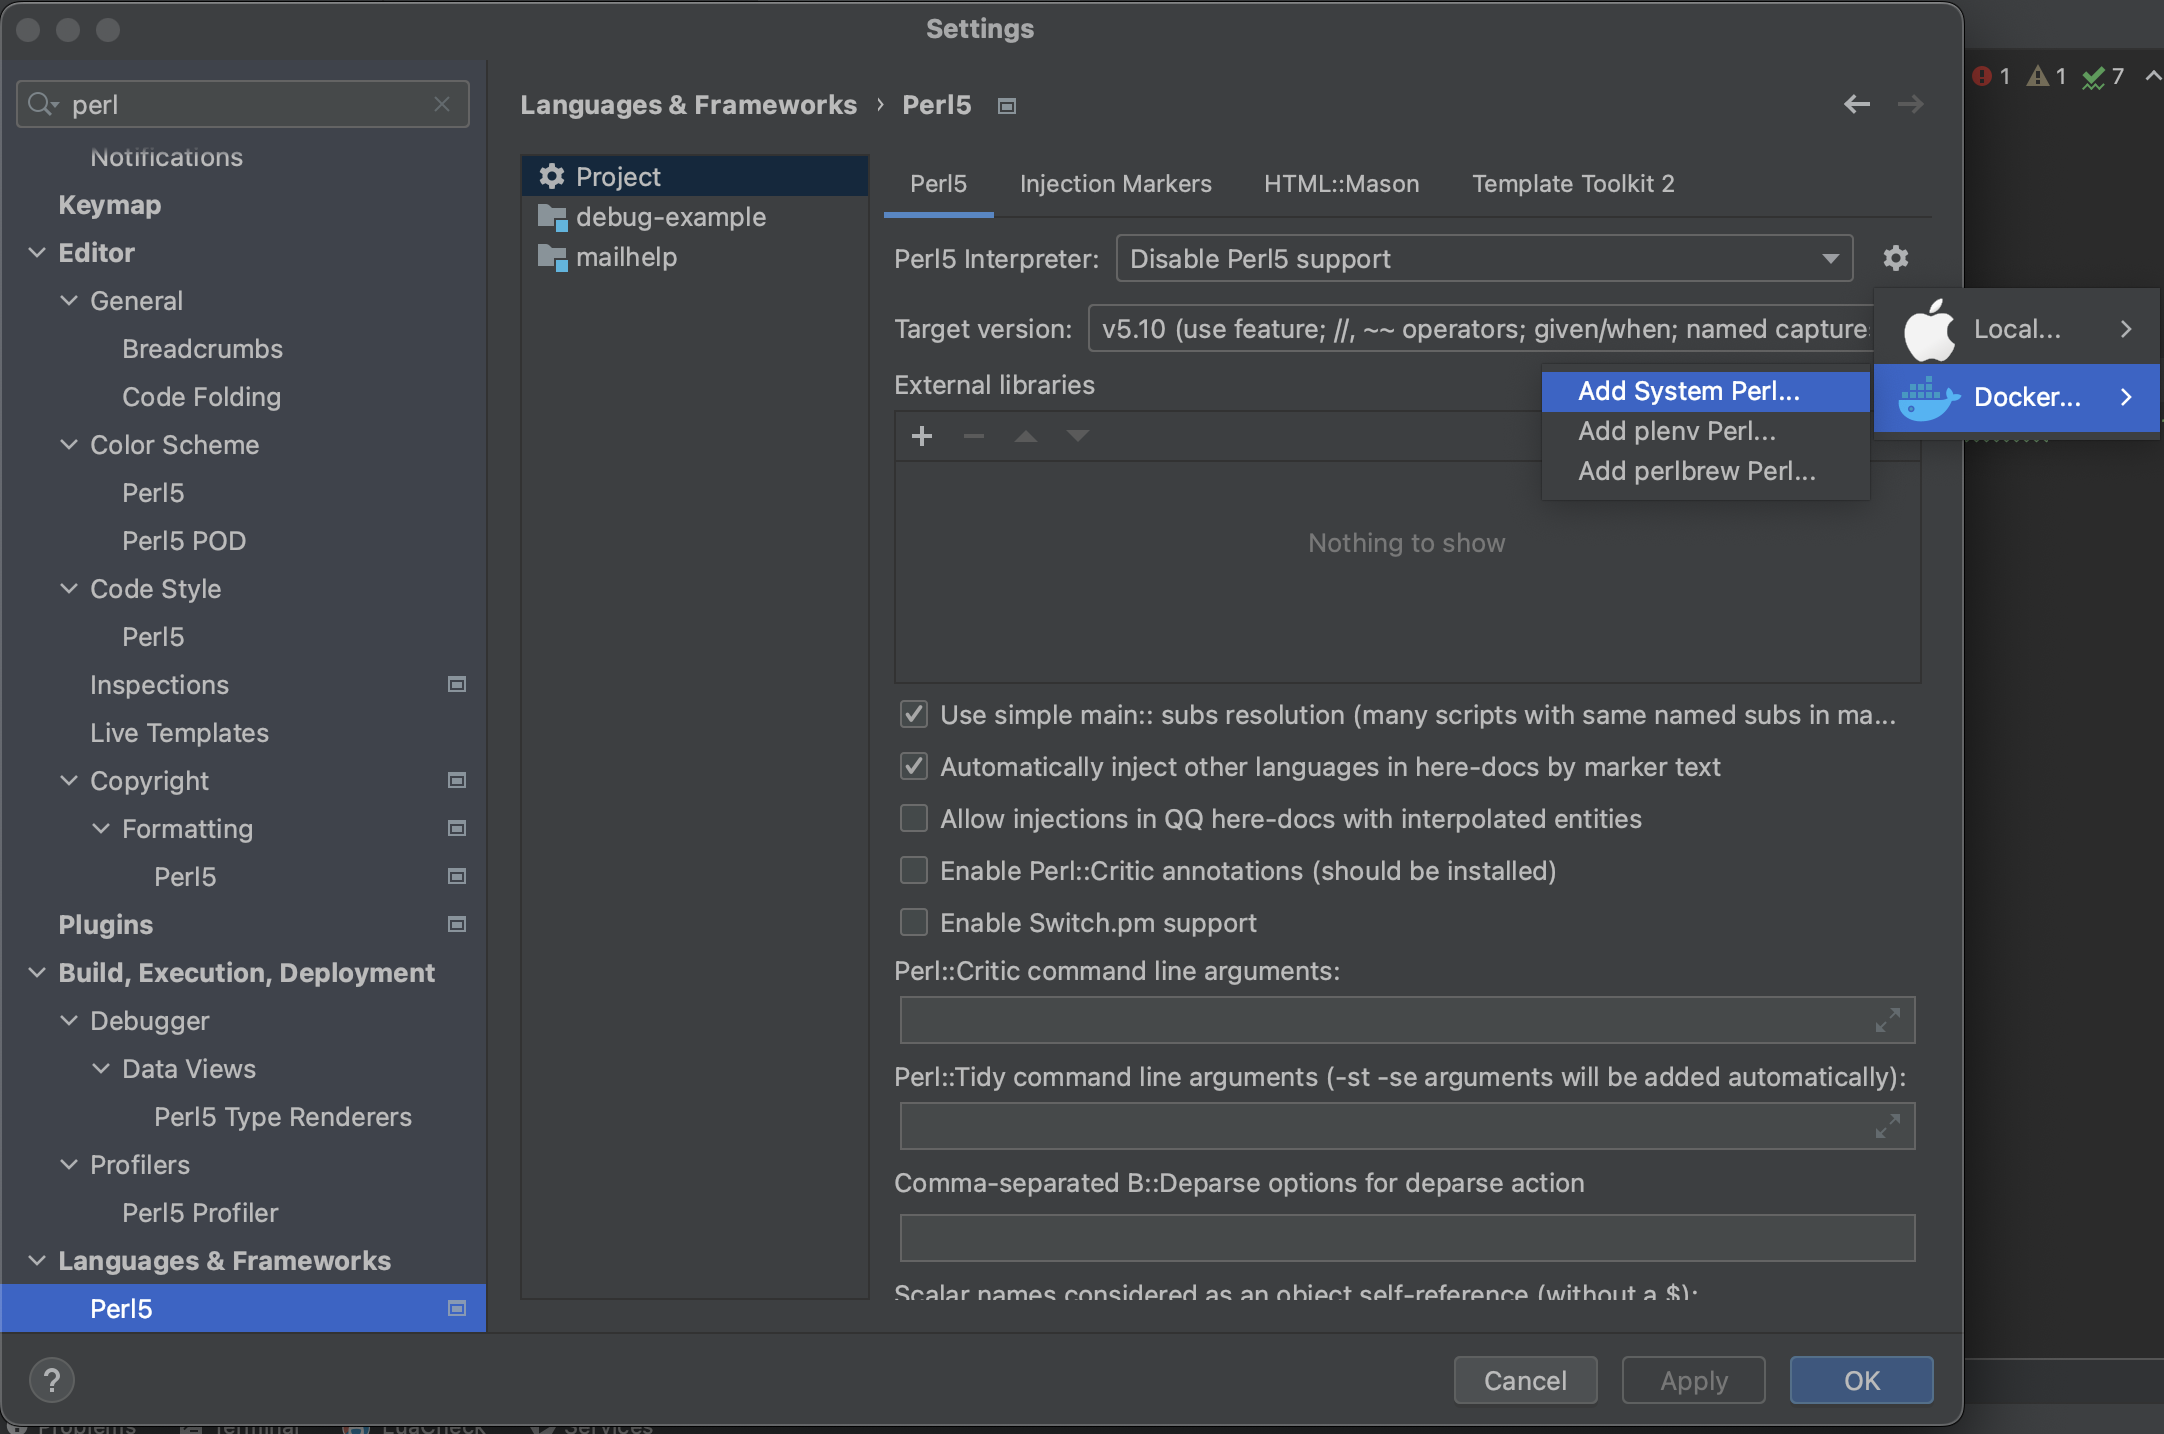 Settings
perl
Notifications
Keymap
Editor
General
Breadcrumbs
Code Folding
Color Scheme
Perl5
Perl5 POD
Code Style
Perl5
Inspections
Live Templates
Copyright
Formatting
Perl5
Plugins
Build, Execution, Deployment
Debugger
Data Views
Perl5 Type Renderers
Profilers
Perl5 Profiler
Languages & Frameworks
Perl5
Languages & Frameworks › Perl5
Project
debug-example
mailhelp
Perl5 Injection Markers HTML::Mason Template Toolkit 2
Perl5 Interpreter: Disable Perl5 support
Target version: v5.10 (use feature; //, ~~ operators; given/when; named capture
External libraries
Nothing to show
Local...
Docker...
Add System Perl...
Add plenv Perl...
Add perlbrew Perl...
Use simple main:: subs resolution (many scripts with same named subs in ma...
Automatically inject other languages in here-docs by marker text
Allow injections in QQ here-docs with interpolated entities
Enable Perl::Critic annotations (should be installed)
Enable Switch.pm support
Perl::Critic command line arguments:
Perl::Tidy command line arguments (-st -se arguments will be added automatically):
Comma-separated B::Deparse options for deparse action
Scalar names considered as an object self-reference (without a $):
? Cancel Apply OK
1 1 7
Problems Terminal LuaCheck Services